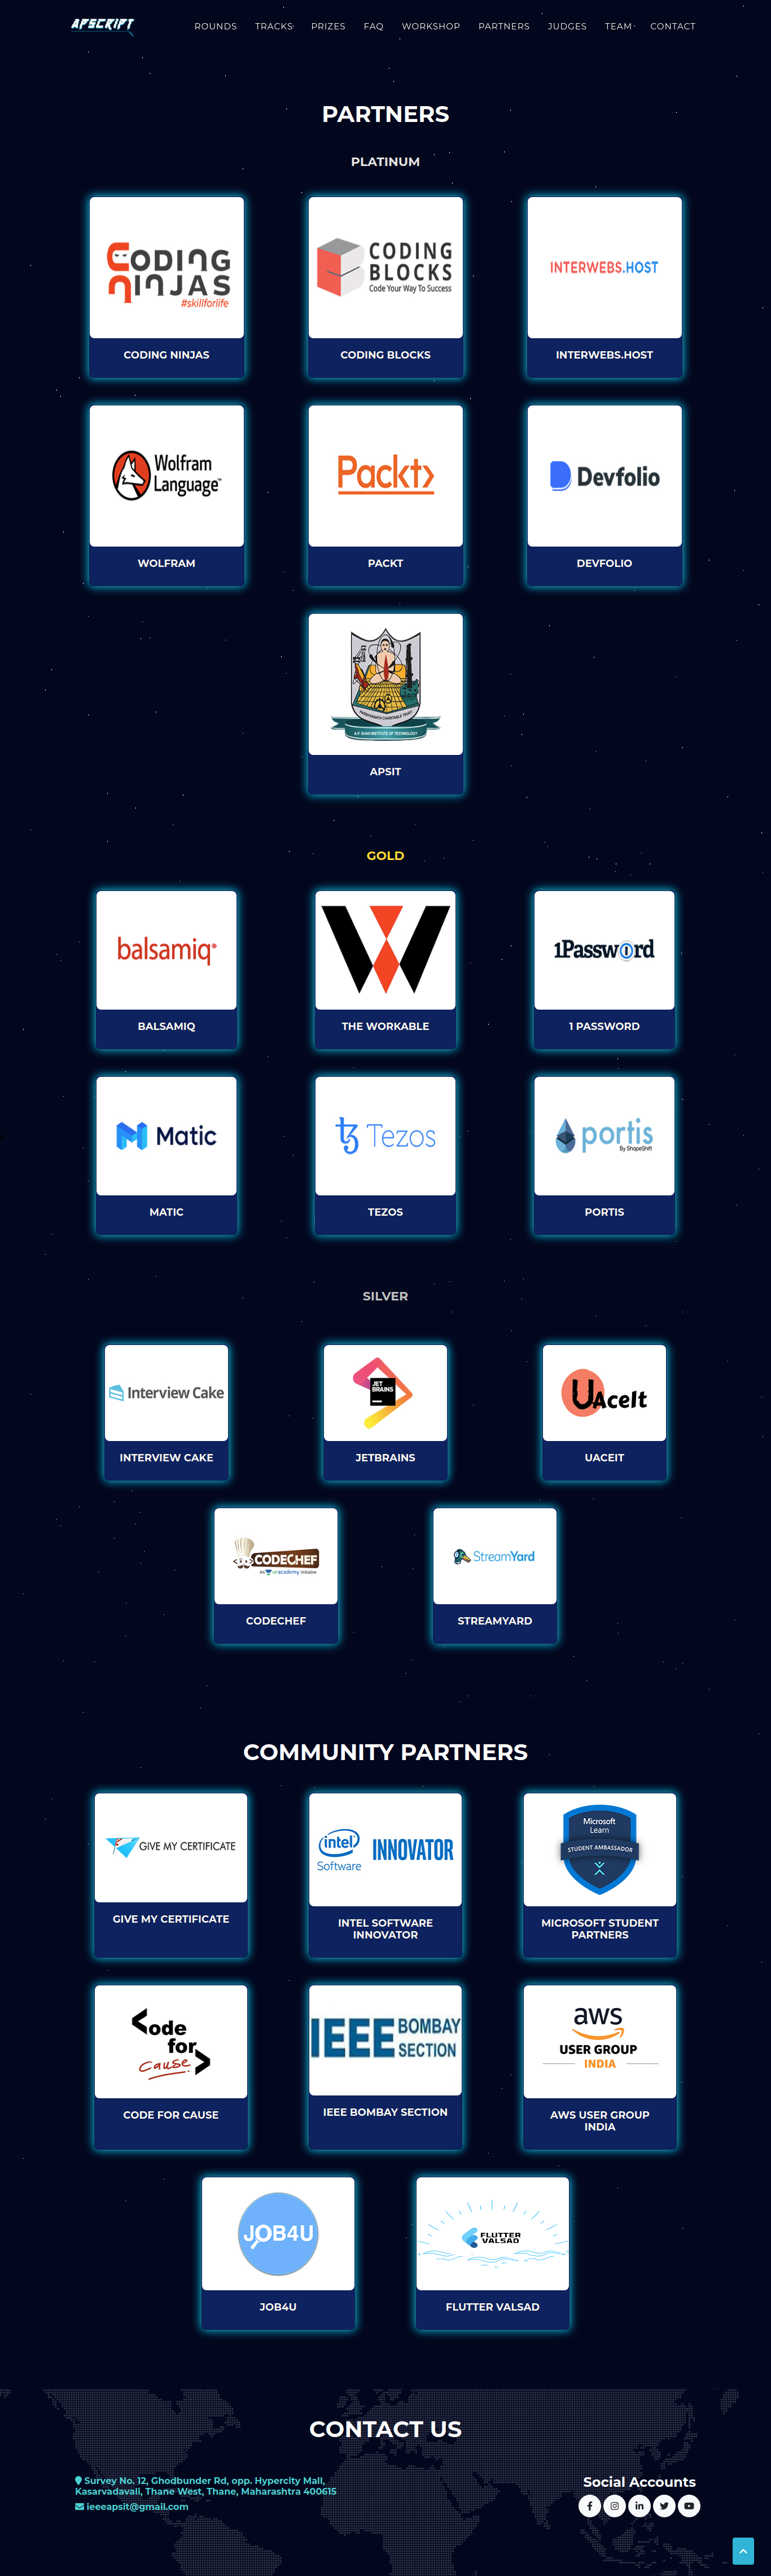 APSCRIPT
ROUNDS TRACKS PRIZES FAQ WORKSHOP PARTNERS JUDGES TEAM CONTACT
PARTNERS
PLATINUM
CODING
NINJAS
#skillforlife
CODING
BLOCKS
Code Your Way To Success
INTERWEBS.HOST
CODING NINJAS
CODING BLOCKS
INTERWEBS.HOST
Wolfram
Language™
Packt>
Devfolio
WOLFRAM
PACKT
DEVFOLIO
PARSHVANATH CHARITABLE TRUST
A.P. SHAH INSTITUTE OF TECHNOLOGY
APSIT
GOLD
balsamiq®
W
1Password
BALSAMIQ
THE WORKABLE
1 PASSWORD
Matic
Tezos
portis
By ShapeShift
MATIC
TEZOS
PORTIS
SILVER
Interview Cake
JET
BRAINS
UAceIt
INTERVIEW CAKE
JETBRAINS
UACEIT
CODECHEF
An unacademy Initiative
StreamYard
CODECHEF
STREAMYARD
COMMUNITY PARTNERS
GIVE MY CERTIFICATE
intel
Software
INNOVATOR
Microsoft
Learn
STUDENT AMBASSADOR
GIVE MY CERTIFICATE
INTEL SOFTWARE
INNOVATOR
MICROSOFT STUDENT
PARTNERS
<ode
for>
Cause
IEEE BOMBAY
SECTION
aws
USER GROUP
INDIA
CODE FOR CAUSE
IEEE BOMBAY SECTION
AWS USER GROUP
INDIA
JOB4U
FLUTTER
VALSAD
JOB4U
FLUTTER VALSAD
CONTACT US
Survey No. 12, Ghodbunder Rd, opp. Hypercity Mall,
Kasarvadavali, Thane West, Thane, Maharashtra 400615
ieeeapsit@gmail.com
Social Accounts